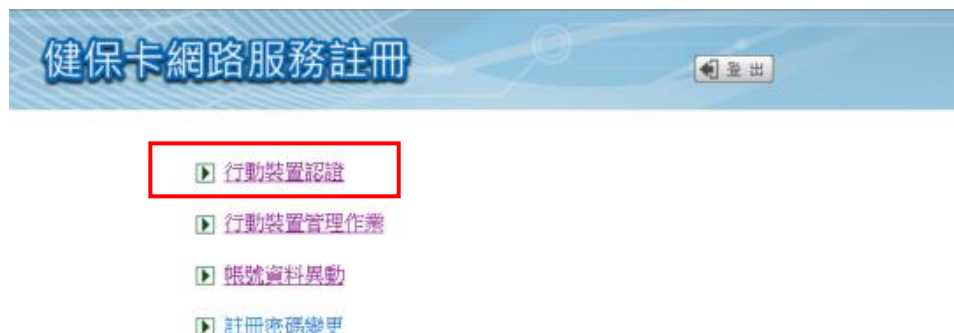 健保卡網路服務註冊
登出
行動裝置認證
行動裝置管理作業
帳號資料異動
註冊密碼變更